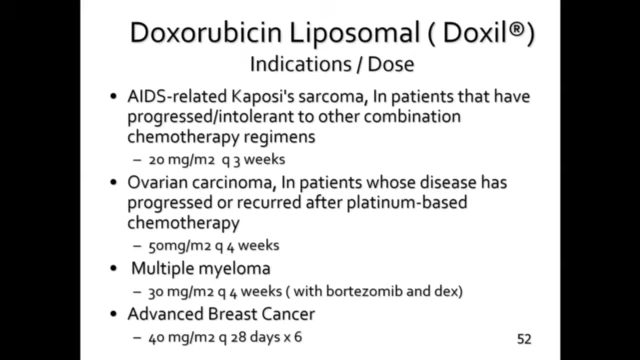 Doxorubicin Liposomal ( Doxil®)
Indications / Dose
• AIDS-related Kaposi's sarcoma, In patients that have
progressed/intolerant to other combination
chemotherapy regimens
– 20 mg/m2 q 3 weeks
• Ovarian carcinoma, In patients whose disease has
progressed or recurred after platinum-based
chemotherapy
– 50mg/m2 q 4 weeks
• Multiple myeloma
– 30 mg/m2 q 4 weeks ( with bortezomib and dex)
• Advanced Breast Cancer
– 40 mg/m2 q 28 days x 6
52